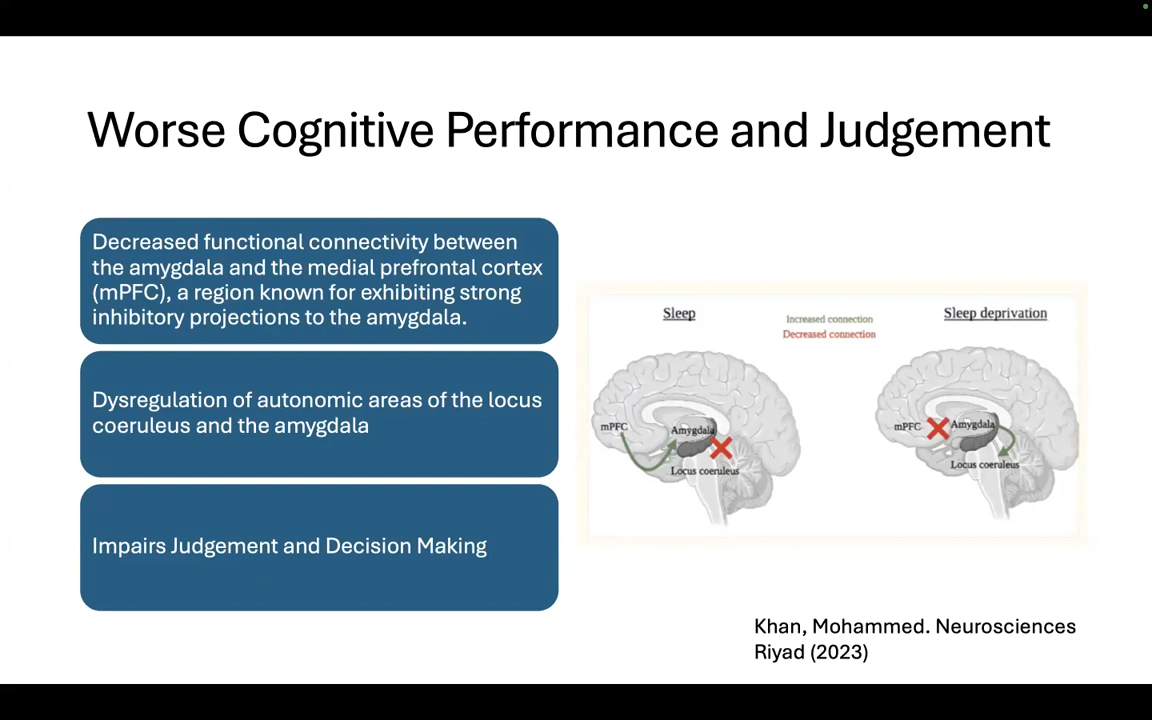 Worse Cognitive Performance and Judgement
Decreased functional connectivity between
the amygdala and the medial prefrontal cortex
(mPFC), a region known for exhibiting strong
inhibitory projections to the amygdala.
Dysregulation of autonomic areas of the locus
coeruleus and the amygdala
Impairs Judgement and Decision Making
Sleep
Increased connection
Decreased connection
Sleep deprivation
mPFC
Amygdala
Locus coeruleus
mPFC
Amygdala
Locus coeruleus
Khan, Mohammed. Neurosciences
Riyad (2023)